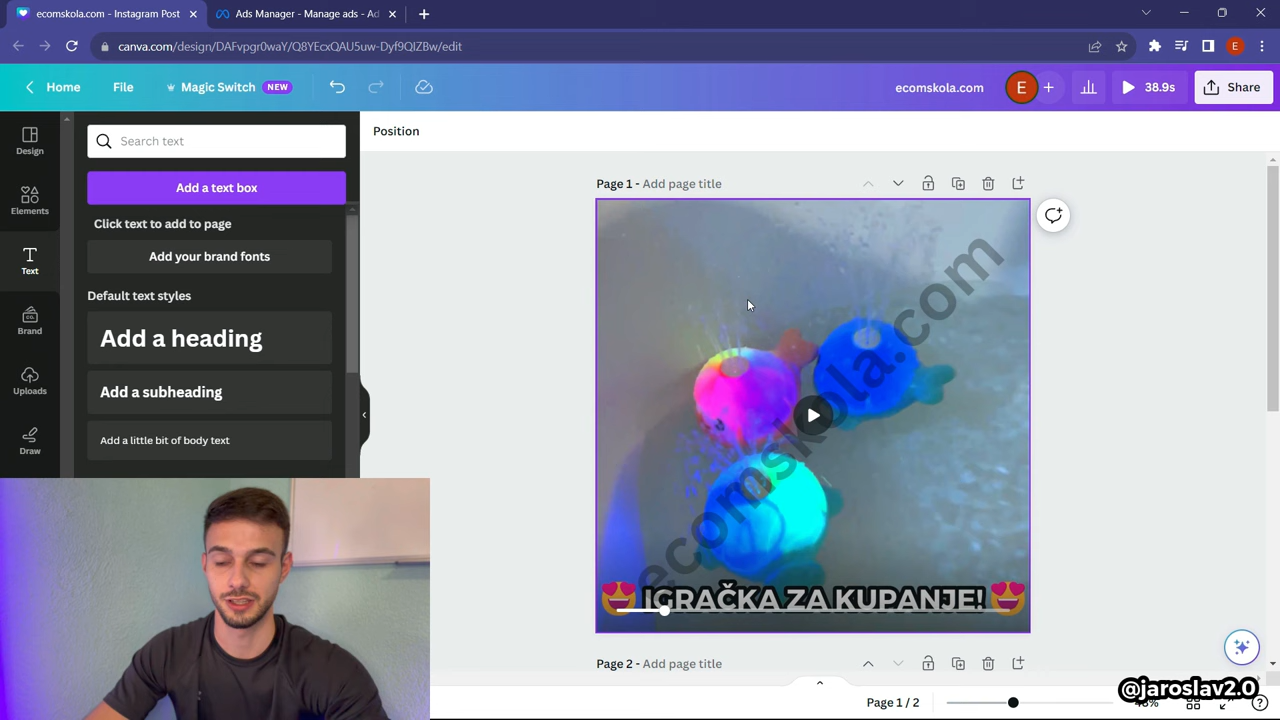 ecomskola.com - Instagram Post
Ads Manager - Manage ads - Ad
canva.com/design/DAFvpgr0waY/Q8YEcxQAU5uw-Dyf9QIZBw/edit
E
Home
File
Magic Switch
NEW
ecomskola.com
E
38.9s
Share
Design
Elements
Text
Brand
Uploads
Draw
Search text
Add a text box
Click text to add to page
Add your brand fonts
Default text styles
Add a heading
Add a subheading
Add a little bit of body text
Position
Page 1 - Add page title
ecomskola.com
IGRAČKA ZA KUPANJE!
Page 2 - Add page title
Page 1 / 2
@jaroslav2.0